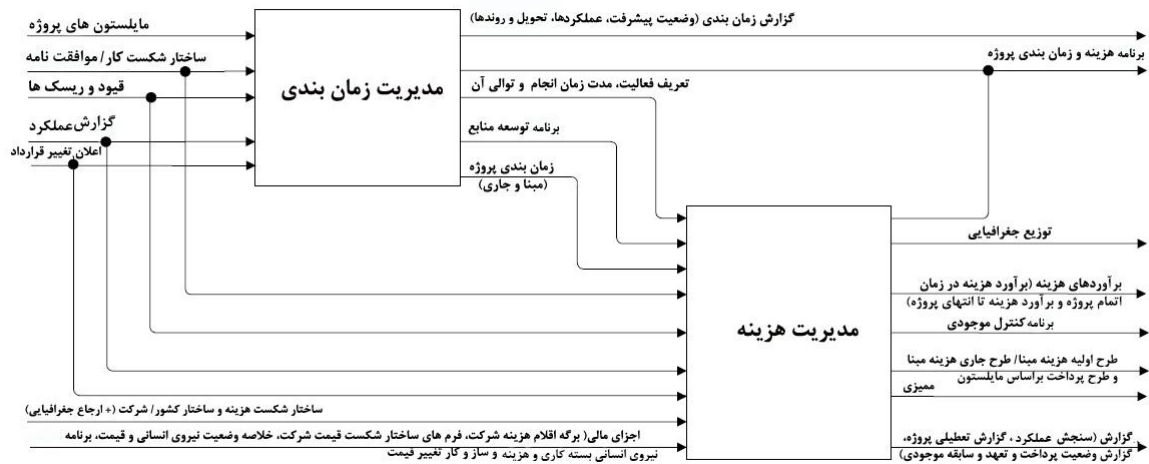 مایلستون های پروژه
ساختار شکست کار/ موافقت نامه
قیود و ریسک ها
گزارش عملکرد
اعلان تغییر قرارداد
مدیریت زمان بندی
گزارش زمان بندی (وضعیت پیشرفت، عملکردها، تحویل و روندها)
برنامه هزینه و زمان بندی پروژه
تعریف فعالیت، مدت زمان انجام و توالی آن
برنامه توسعه منابع
زمان بندی پروژه
(مبنا و جاری)
مدیریت هزینه
توزیع جغرافیایی
برآوردهای هزینه (برآورد هزینه در زمان
اتمام پروژه و برآورد هزینه تا انتهای پروژه)
برنامه کنترل موجودی
طرح اولیه هزینه مبنا/ طرح جاری هزینه مبنا
و طرح پرداخت براساس مایلستون
ممیزی
گزارش (سنجش عملکرد ، گزارش تعطیلی پروژه،
گزارش وضعیت پرداخت و تعهد و سابقه موجودی)
ساختار شکست هزینه و ساختار کشور/ شرکت (+ ارجاع جغرافیایی)
اجزای مالی( برگه اقلام هزینه شرکت، فرم های ساختار شکست قیمت شرکت، خلاصه وضعیت نیروی انسانی و قیمت، برنامه
نیروی انسانی بسته کاری و هزینه و ساز و کار تغییر قیمت